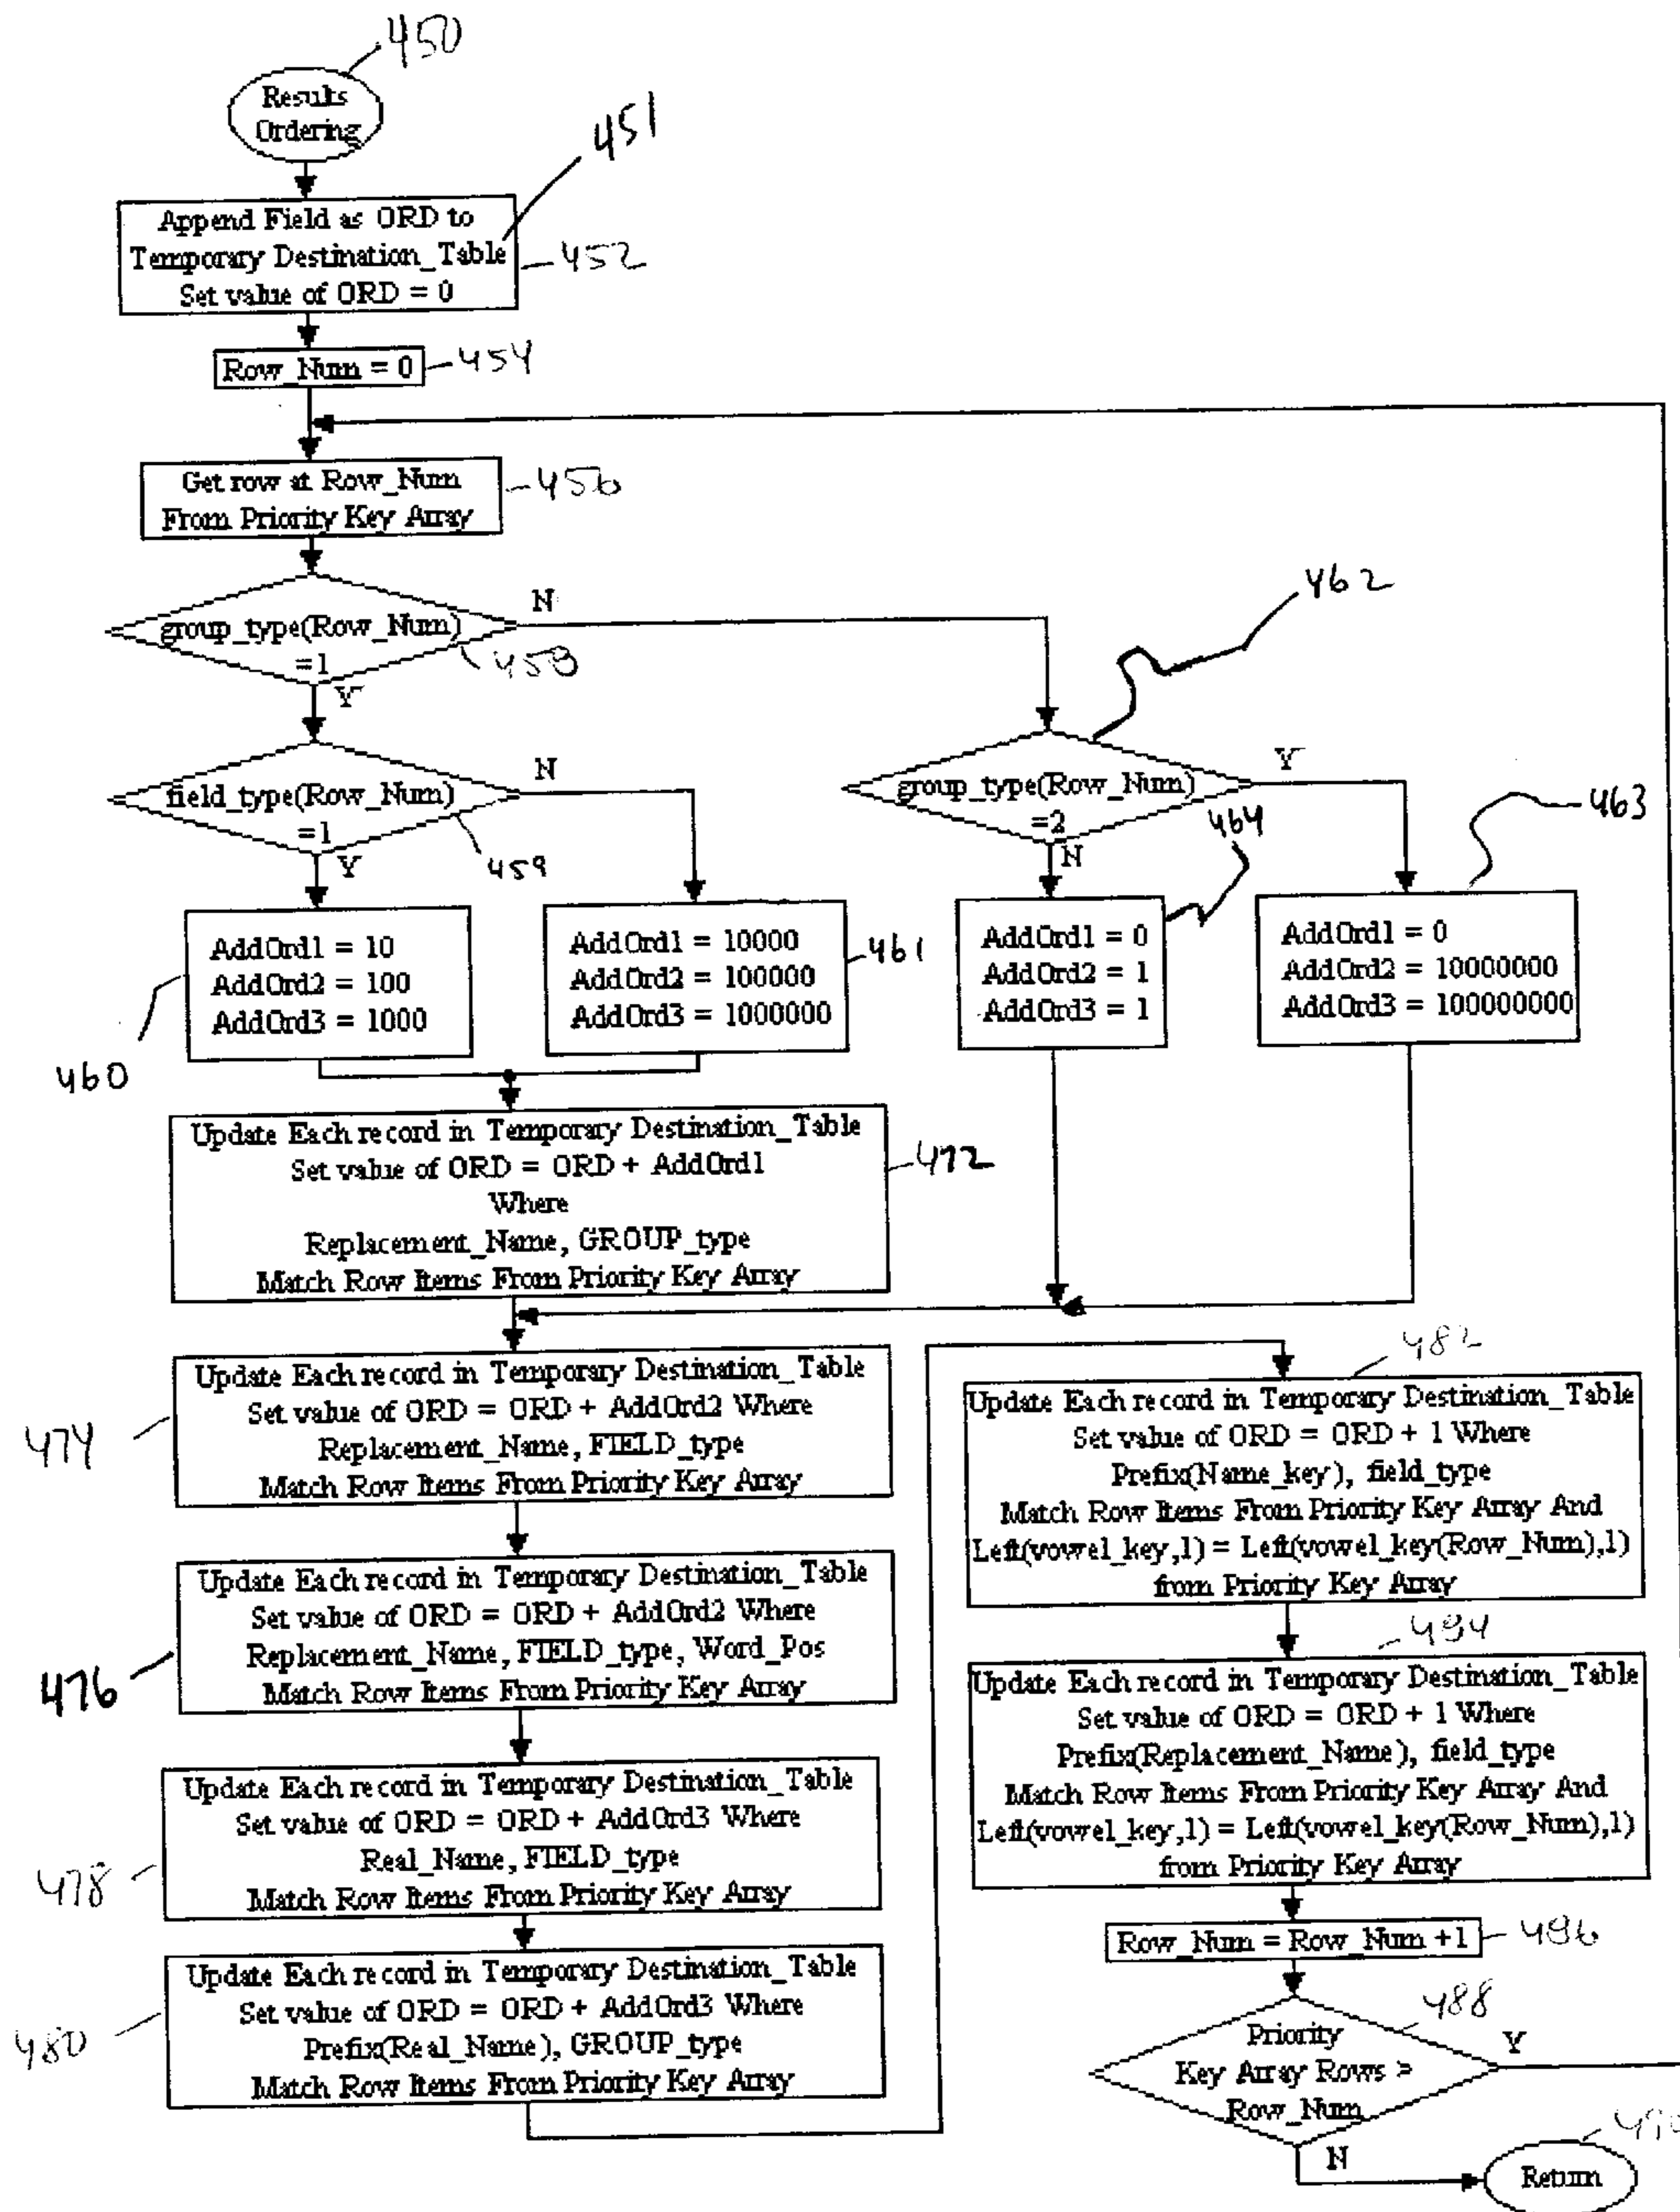 450
Results
Ordering
451
Append Field as ORD to
Temporary Destination_Table
Set value of ORD = 0
452
Row_Num = 0
454
Get row at Row_Num
From Priority Key Array
456
group_type(Row_Num)
=1
458
N
Y
462
field_type(Row_Num)
=1
459
N
Y
group_type(Row_Num)
=2
Y
N
464
463
AddOrd1 = 10
AddOrd2 = 100
AddOrd3 = 1000
460
AddOrd1 = 10000
AddOrd2 = 100000
AddOrd3 = 1000000
461
AddOrd1 = 0
AddOrd2 = 1
AddOrd3 = 1
AddOrd1 = 0
AddOrd2 = 10000000
AddOrd3 = 100000000
Update Each record in Temporary Destination_Table
Set value of ORD = ORD + AddOrd1
Where
Replacement_Name, GROUP_type
Match Row Items From Priority Key Array
472
Update Each record in Temporary Destination_Table
Set value of ORD = ORD + AddOrd2 Where
Replacement_Name, FIELD_type
Match Row Items From Priority Key Array
474
Update Each record in Temporary Destination_Table
Set value of ORD = ORD + AddOrd2 Where
Replacement_Name, FIELD_type, Word_Pos
Match Row Items From Priority Key Array
476
Update Each record in Temporary Destination_Table
Set value of ORD = ORD + AddOrd3 Where
Real_Name, FIELD_type
Match Row Items From Priority Key Array
478
Update Each record in Temporary Destination_Table
Set value of ORD = ORD + AddOrd3 Where
Prefix(Real_Name), GROUP_type
Match Row Items From Priority Key Array
480
482
Update Each record in Temporary Destination_Table
Set value of ORD = ORD + 1 Where
Prefix(Name_key), field_type
Match Row Items From Priority Key Array And
Left(vowel_key,1) = Left(vowel_key(Row_Num),1)
from Priority Key Array
484
Update Each record in Temporary Destination_Table
Set value of ORD = ORD + 1 Where
Prefix(Replacement_Name), field_type
Match Row Items From Priority Key Array And
Left(vowel_key,1) = Left(vowel_key(Row_Num),1)
from Priority Key Array
Row_Num = Row_Num +1
486
488
Priority
Key Array Rows >
Row_Num
Y
N
490
Return